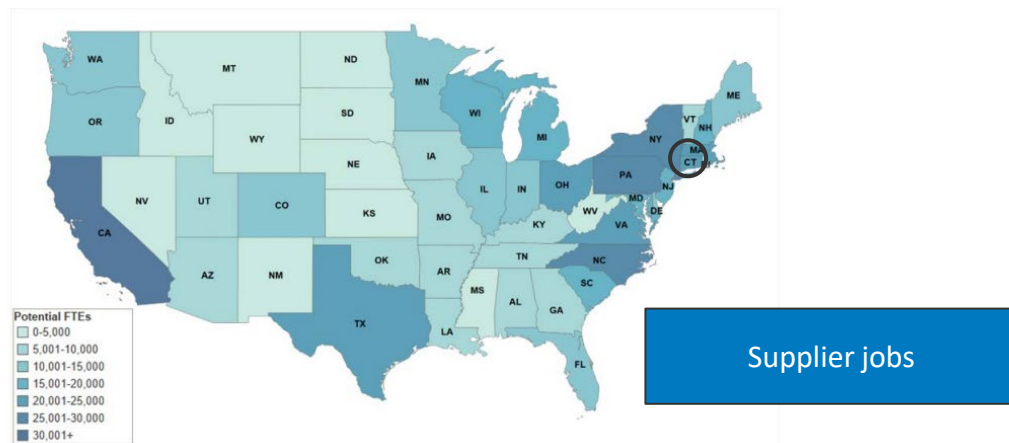 WA
MT
ND
MN
ME
OR
ID
SD
WI
MI
VT
NH
NY
MA
WY
CT
RI
IA
NE
PA
NJ
NV
UT
CO
IL
IN
OH
MD
DE
KS
MO
WV
VA
KY
CA
NC
TN
AZ
NM
OK
AR
SC
MS
AL
GA
TX
LA
FL
Potential FTEs
0-5,000
5,001-10,000
10,001-15,000
15,001-20,000
20,001-25,000
25,001-30,000
30,001+
Supplier jobs